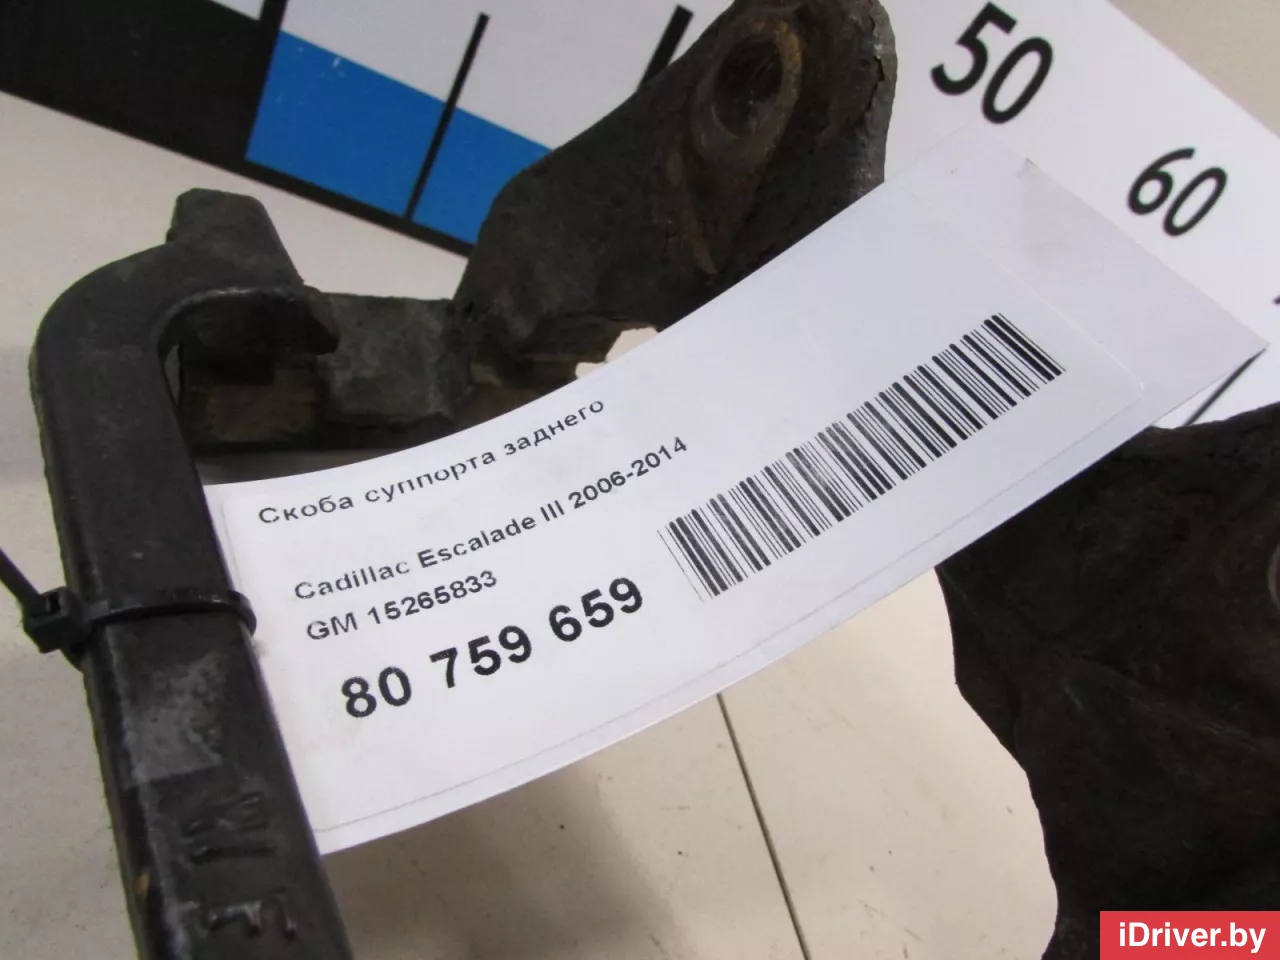 50
60
Скоба суппорта заднего
Cadillac Escalade III 2006-2014
GM 15265833
80 759 659
iDriver.by